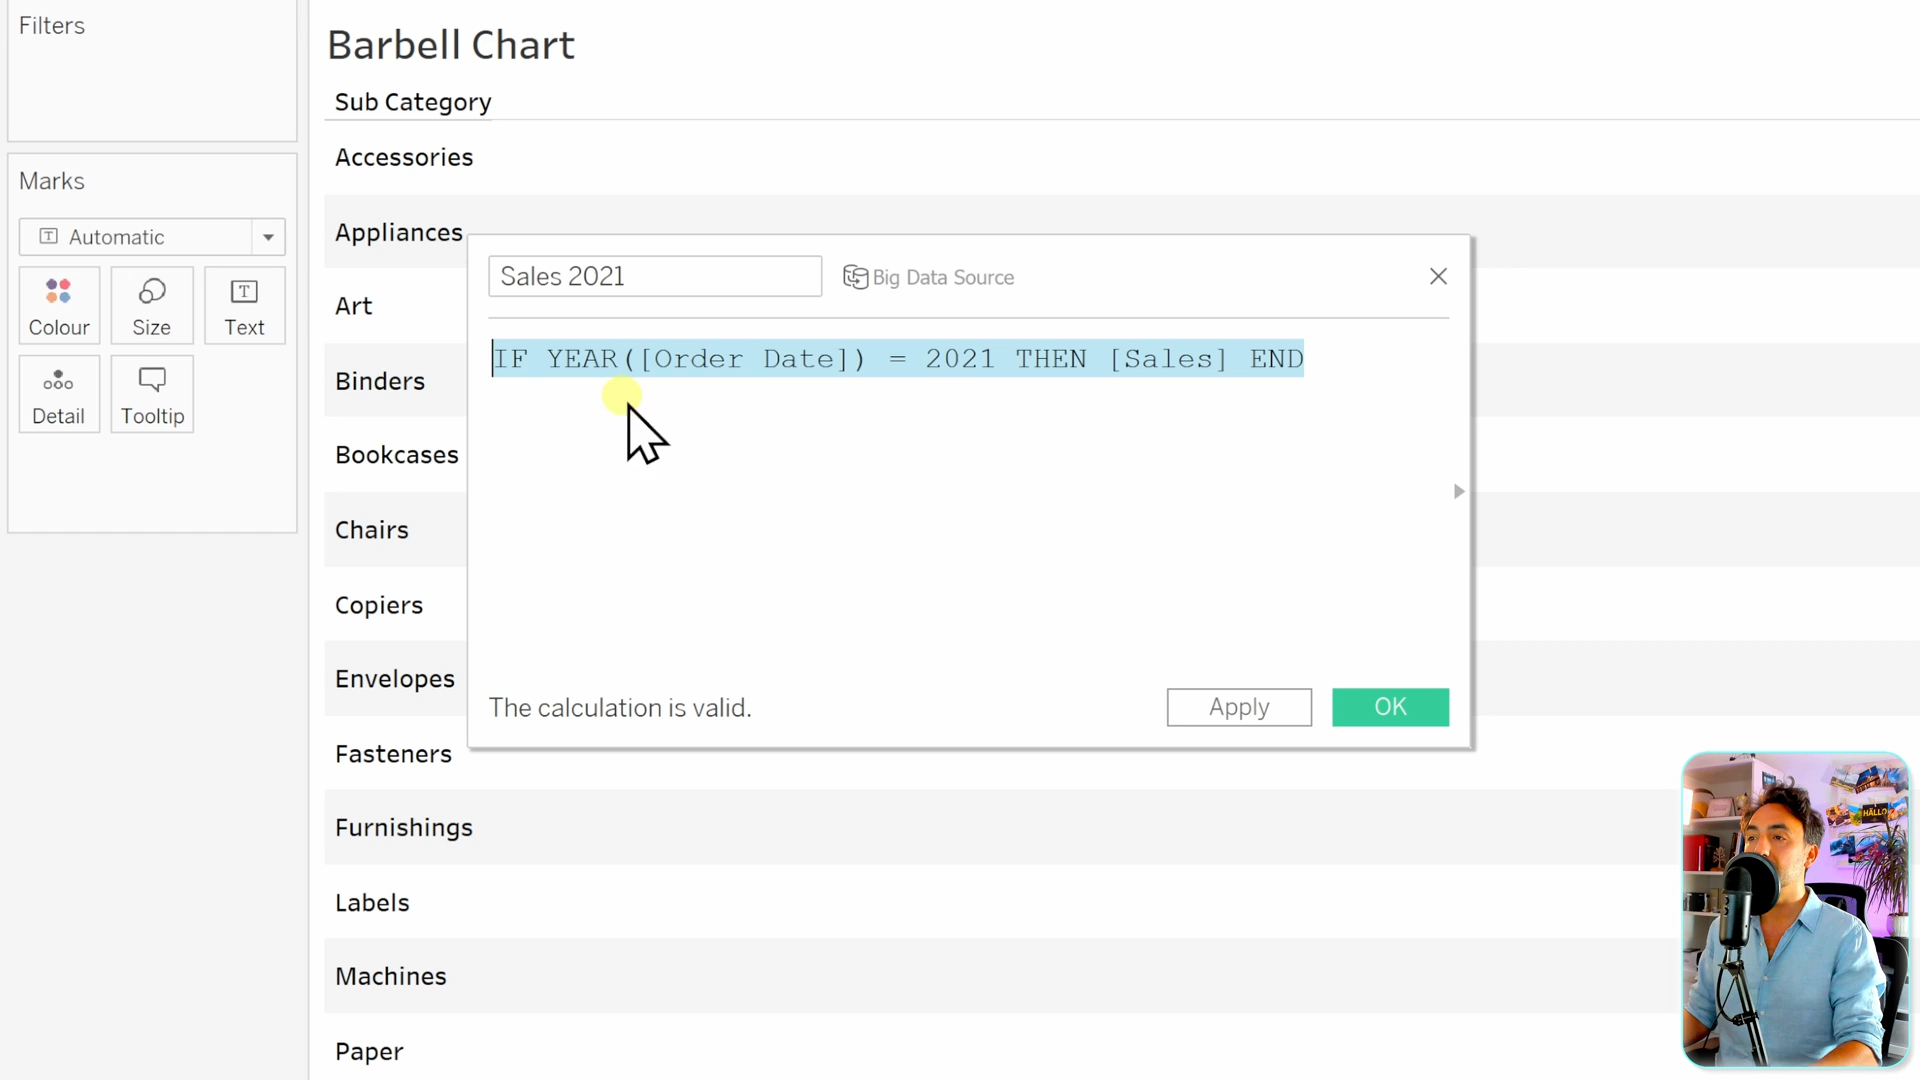 Filters
Marks
Automatic
Colour
Size
Text
Detail
Tooltip
Barbell Chart
Sub Category
Accessories
Appliances
Art
Binders
Bookcases
Chairs
Copiers
Envelopes
Fasteners
Furnishings
Labels
Machines
Paper
Sales 2021
Big Data Source
IF YEAR([Order Date]) = 2021 THEN [Sales] END
The calculation is valid.
Apply
OK
HALLO